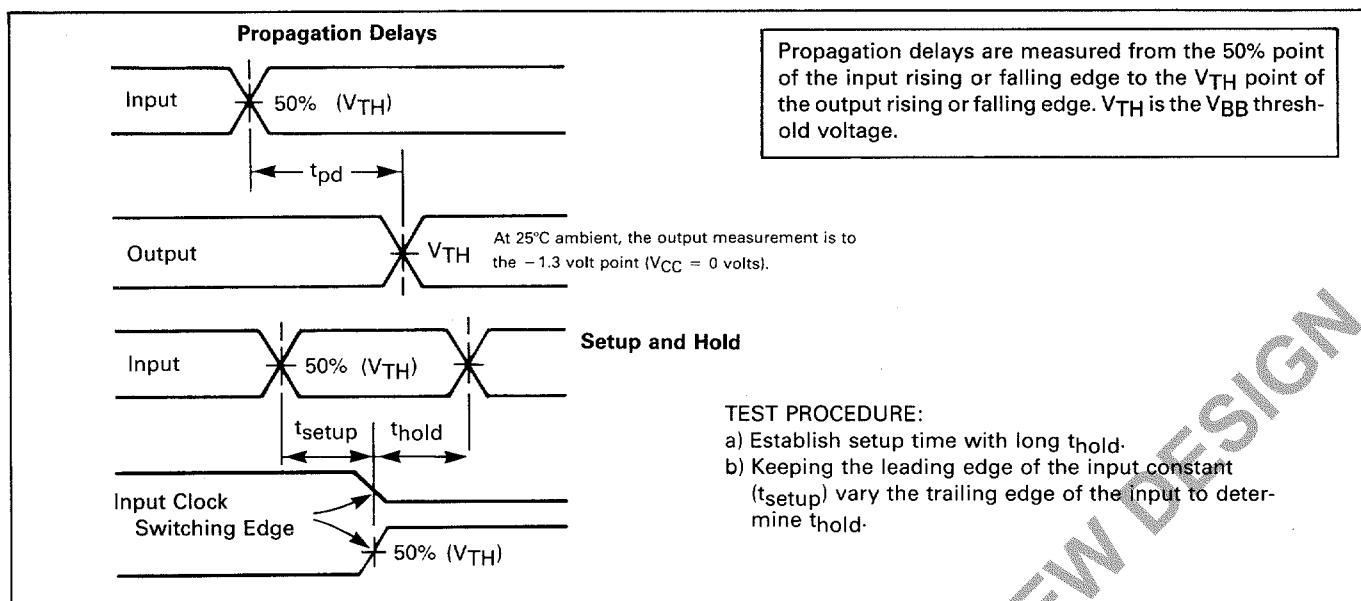 Propagation Delays
Input
50% (VTH)
tpd
Output
VTH
At 25°C ambient, the output measurement is to
the −1.3 volt point (VCC = 0 volts).
Propagation delays are measured from the 50% point
of the input rising or falling edge to the VTH point of
the output rising or falling edge. VTH is the VBB thresh-
old voltage.
Setup and Hold
Input
50% (VTH)
tsetup
thold
Input Clock
Switching Edge
50% (VTH)
TEST PROCEDURE:
a) Establish setup time with long thold.
b) Keeping the leading edge of the input constant
(tsetup) vary the trailing edge of the input to deter-
mine thold.
DESIGN